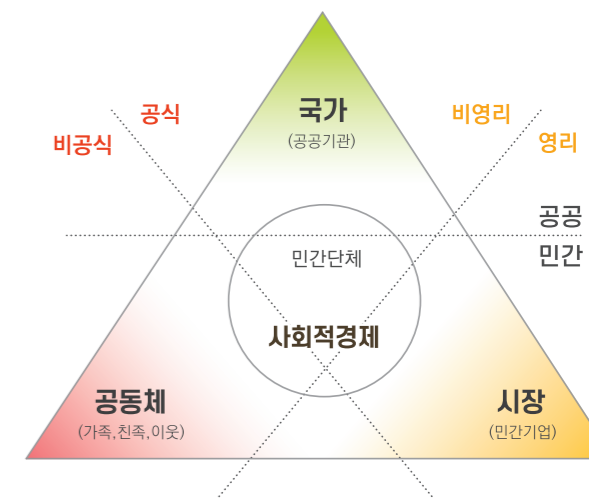 국가
(공공기관)
공식
비공식
비영리
영리
공공
민간
민간단체
사회적경제
공동체
(가족,친족,이웃)
시장
(민간기업)